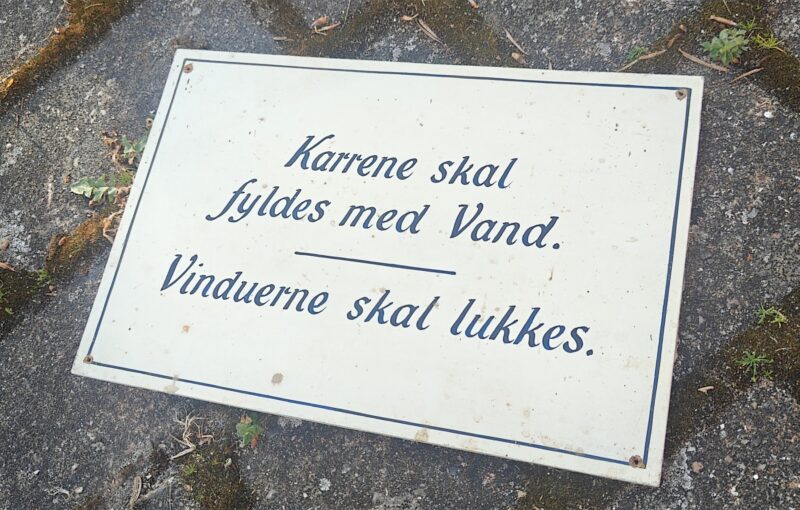 Karrene skal
fyldes med Vand.
Vinduerne skal lukkes.